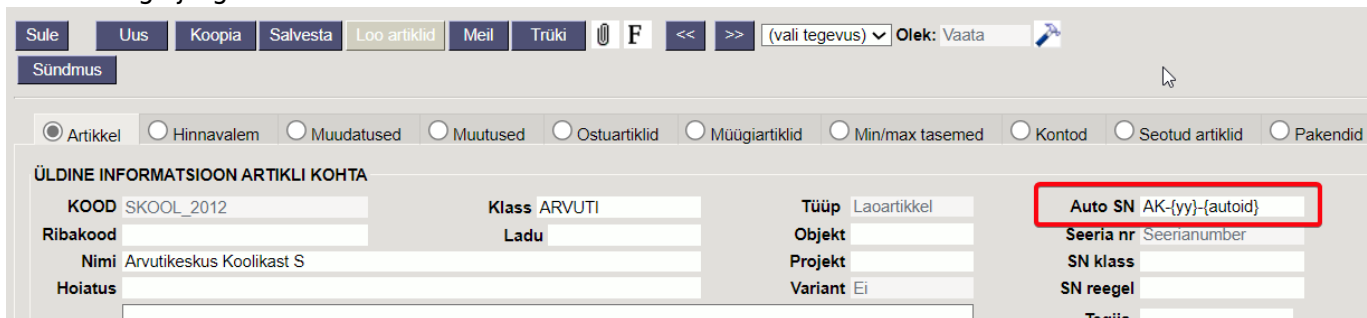 Sule Uus Koopia Salvesta Loo artiklid Meil Trüki F << >> (vali tegevus) Olek: Vaata
Sündmus
Artikkel Hinnavalem Muudatused Muutused Ostuartiklid Müügiartiklid Min/max tasemed Kontod Seotud artiklid Pakendid
ÜLDINE INFORMATSIOON ARTIKLI KOHTA
KOOD SKOOL_2012 Klass ARVUTI Tüüp Laoartikkel Auto SN AK-{yy}-{autoid}
Ribakood Ladu Objekt Seeria nr Seerianumber
Nimi Arvutikeskus Koolikast S Projekt SN klass
Hoiatus Variant Ei SN reegel